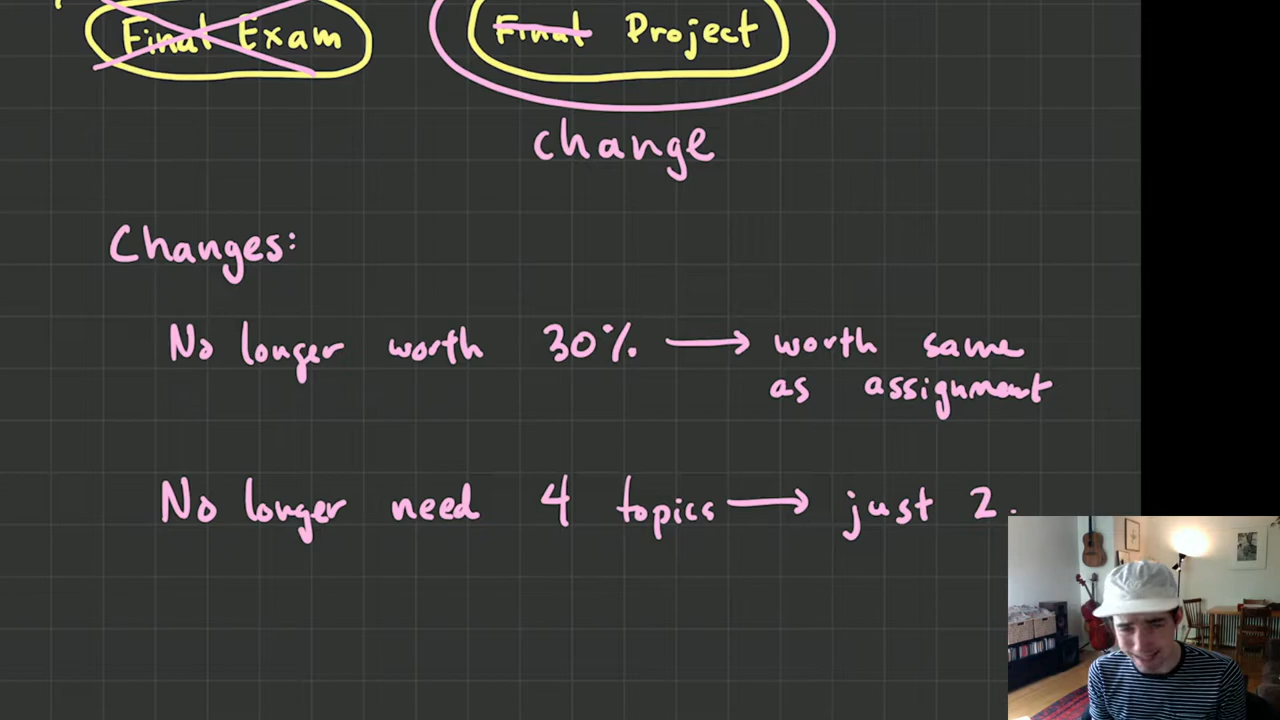 Final Exam Final Project
change
Changes:
No longer worth 30% → worth same
as assignment
No longer need 4 topics → just 2.